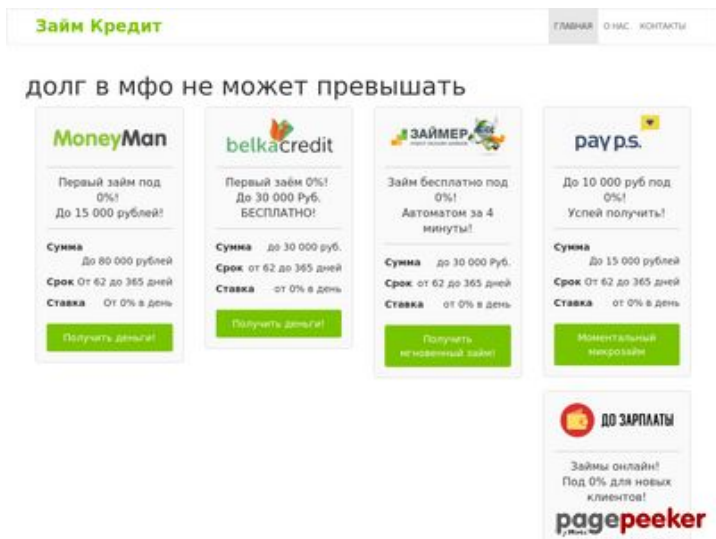 Займ Кредит
ГЛАВНАЯ О НАС. КОНТАКТЫ
долг в мфо не может превышать
MoneyMan
Первый займ под
0%!
До 15 000 рублей!
Сумма
До 80 000 рублей
Срок От 62 до 365 дней
Ставка От 0% в день
Получить деньги!
belkacredit
Первый заём 0%!
До 30 000 Руб.
БЕСПЛАТНО!
Сумма до 30 000 руб.
Срок от 62 до 365 дней
Ставка от 0% в день
Получить деньги!
ЗАЙМЕР
Займ бесплатно под
0%!
Автоматом за 4
минуты!
Сумма до 30 000 Руб.
Срок от 62 до 365 дней
Ставка от 0% в день
Получить
мгновенный займ!
pay p.s.
До 10 000 руб под
0%!
Успей получить!
Сумма
До 15 000 рублей
Срок От 62 до 365 дней
Ставка от 0% в день
Моментальный
микрозайм
ДО ЗАРПЛАТЫ
Займы онлайн!
Под 0% для новых
клиентов!
pagepeeker